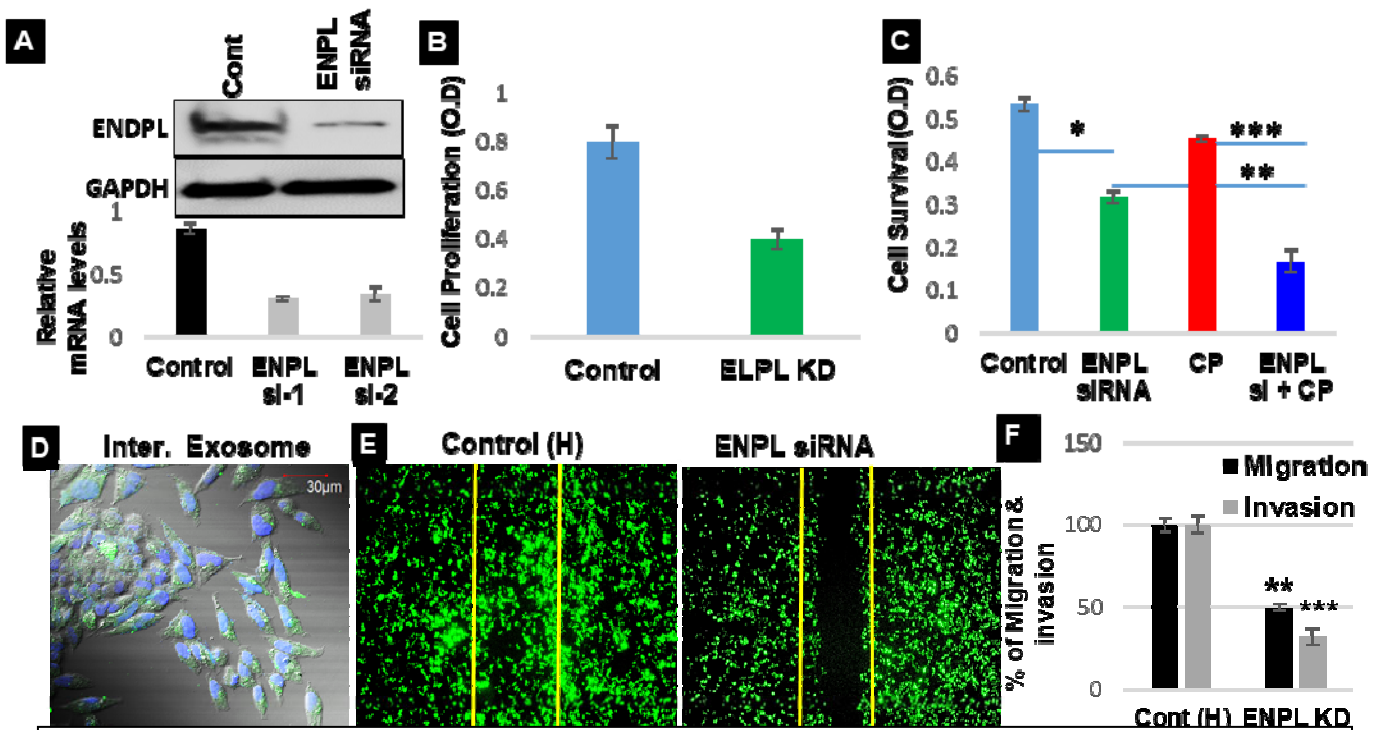 A
Cont
ENPL
siRNA
ENDPL
GAPDH
Relative
mRNA levels
1
0.5
0
Control
ENPL
si-1
ENPL
si-2
B
Cell Proliferation (O.D)
1
0.8
0.6
0.4
0.2
0
Control
ELPL KD
C
Cell Survival (O.D)
0.6
0.5
0.4
0.3
0.2
0.1
0
*
***
**
Control
ENPL
siRNA
CP
ENPL
si + CP
D
Inter. Exosome
30µm
E
Control (H)
ENPL siRNA
F
% of Migration &
invasion
150
100
50
0
Migration
Invasion
**
***
Cont (H)
ENPL KD